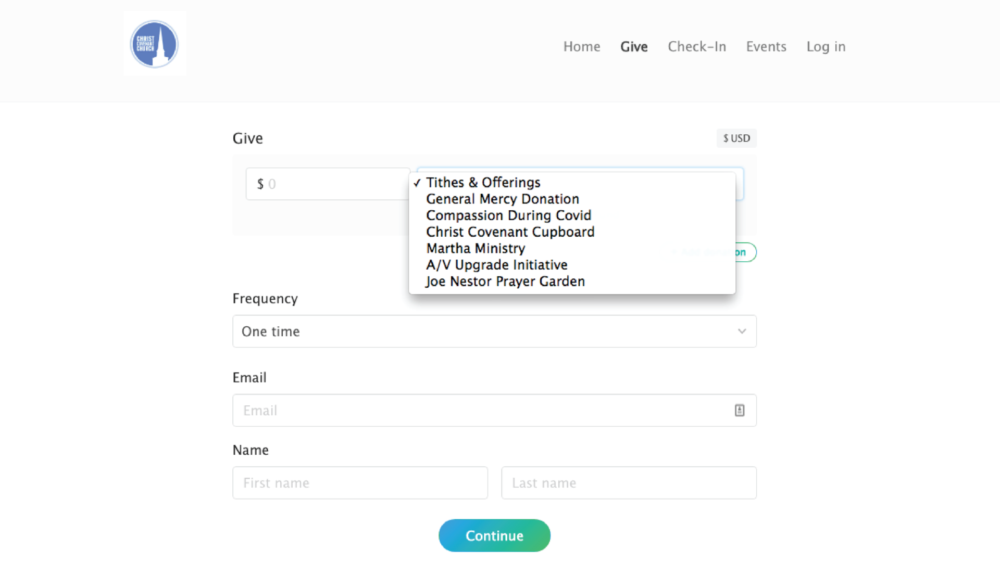 CHRIST
COVENANT
CHURCH
Home Give Check-In Events Log in
Give
$ USD
$ 0
✓ Tithes & Offerings
General Mercy Donation
Compassion During Covid
Christ Covenant Cupboard
Martha Ministry
A/V Upgrade Initiative
Joe Nestor Prayer Garden
on
Frequency
One time
Email
Email
Name
First name Last name
Continue